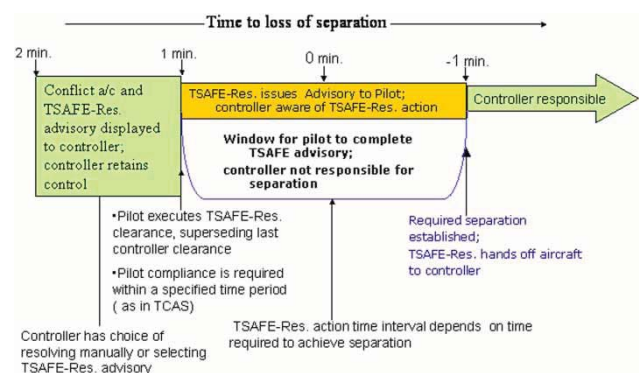 Time to loss of separation
2 min.
1 min.
0 min.
-1 min.
Conflict a/c and
TSAFE-Res.
advisory displayed
to controller;
controller retains
control
TSAFE-Res. issues Advisory to Pilot;
controller aware of TSAFE-Res. action
Controller responsible
Window for pilot to complete
TSAFE advisory;
controller not responsible for
separation
•Pilot executes TSAFE-Res.
clearance, superseding last
controller clearance
•Pilot compliance is required
within a specified time period
( as in TCAS)
Required separation
established;
TSAFE-Res. hands off aircraft
to controller
Controller has choice of
resolving manually or selecting
TSAFE-Res. advisory
TSAFE-Res. action time interval depends on time
required to achieve separation